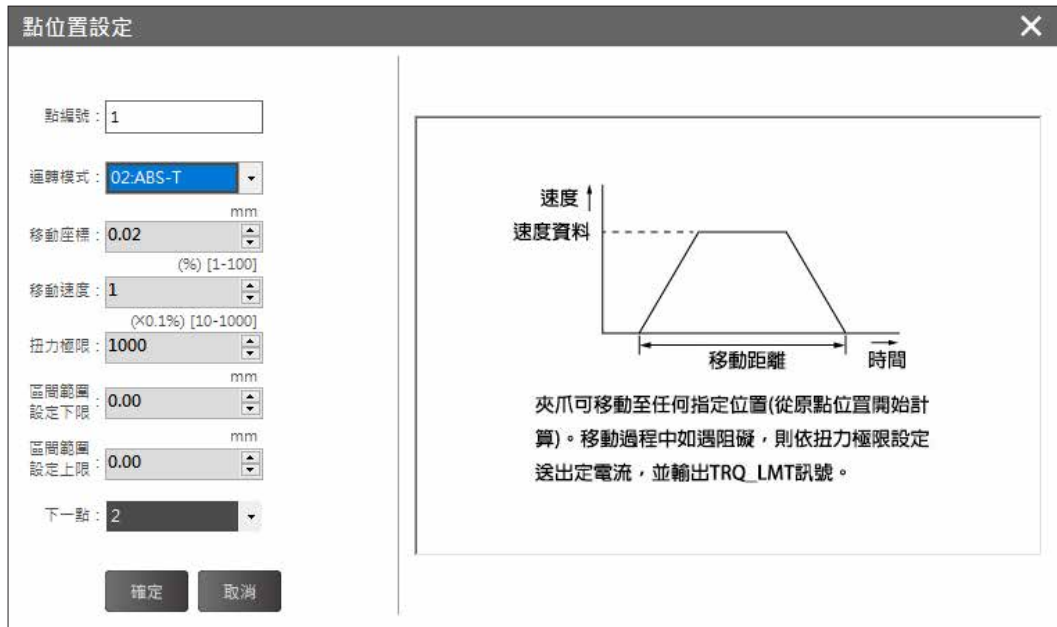 點位置設定
點編號：1
運轉模式：02:ABS-T
mm
移動座標：0.02
(%) [1-100]
移動速度：1
(X0.1%) [10-1000]
扭力極限：1000
mm
區間範圍
設定下限：0.00
mm
區間範圍
設定上限：0.00
下一點：2
確定
取消
速度
速度資料
移動距離
時間
夾爪可移動至任何指定位置(從原點位置開始計
算)。移動過程中如遇阻礙，則依扭力極限設定
送出定電流，並輸出TRQ_LMT訊號。